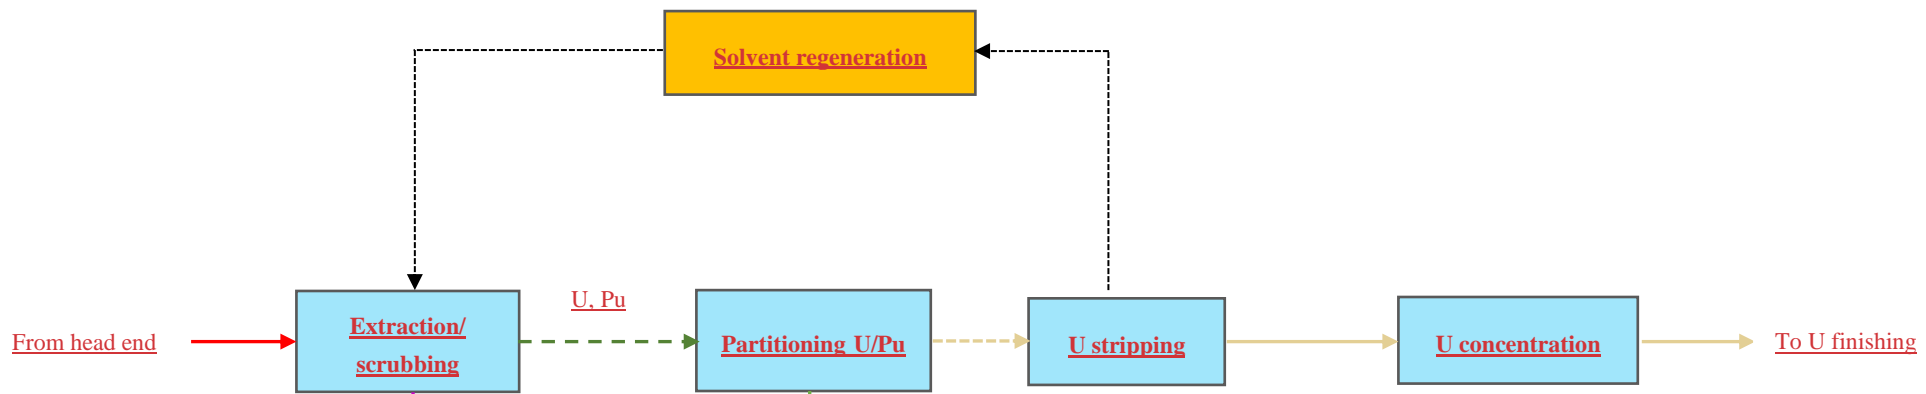 Solvent regeneration
U, Pu
From head end
Extraction/
scrubbing
Partitioning U/Pu
U stripping
U concentration
To U finishing